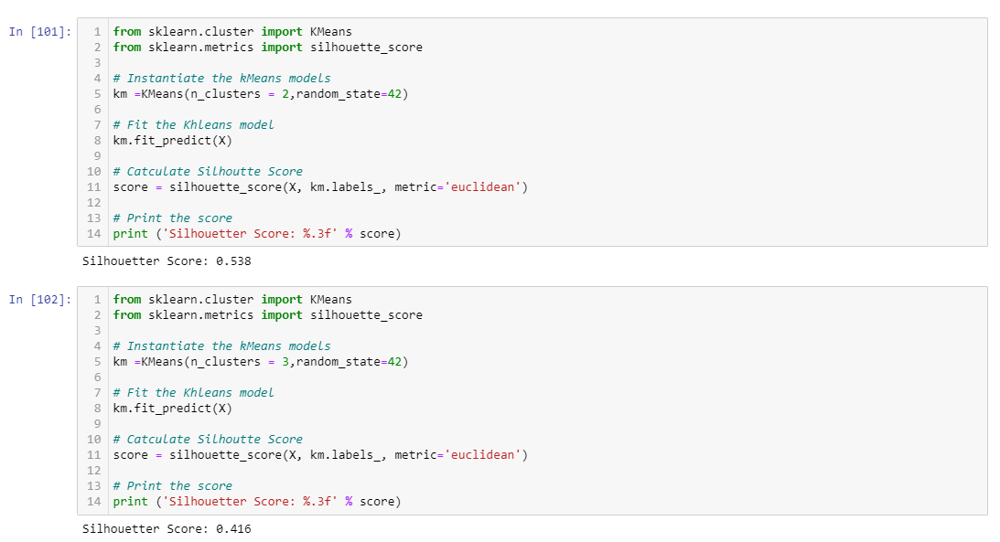 In [101]:
1 from sklearn.cluster import KMeans
2 from sklearn.metrics import silhouette_score
3
4 # Instantiate the kMeans models
5 km =KMeans(n_clusters = 2,random_state=42)
6
7 # Fit the Khleans model
8 km.fit_predict(X)
9
10 # Catculate Silhoutte Score
11 score = silhouette_score(X, km.labels_, metric='euclidean')
12
13 # Print the score
14 print ('Silhouetter Score: %.3f' % score)
Silhouetter Score: 0.538
In [102]:
1 from sklearn.cluster import KMeans
2 from sklearn.metrics import silhouette_score
3
4 # Instantiate the kMeans models
5 km =KMeans(n_clusters = 3,random_state=42)
6
7 # Fit the Khleans model
8 km.fit_predict(X)
9
10 # Catculate Silhoutte Score
11 score = silhouette_score(X, km.labels_, metric='euclidean')
12
13 # Print the score
14 print ('Silhouetter Score: %.3f' % score)
Silhouetter Score: 0.416